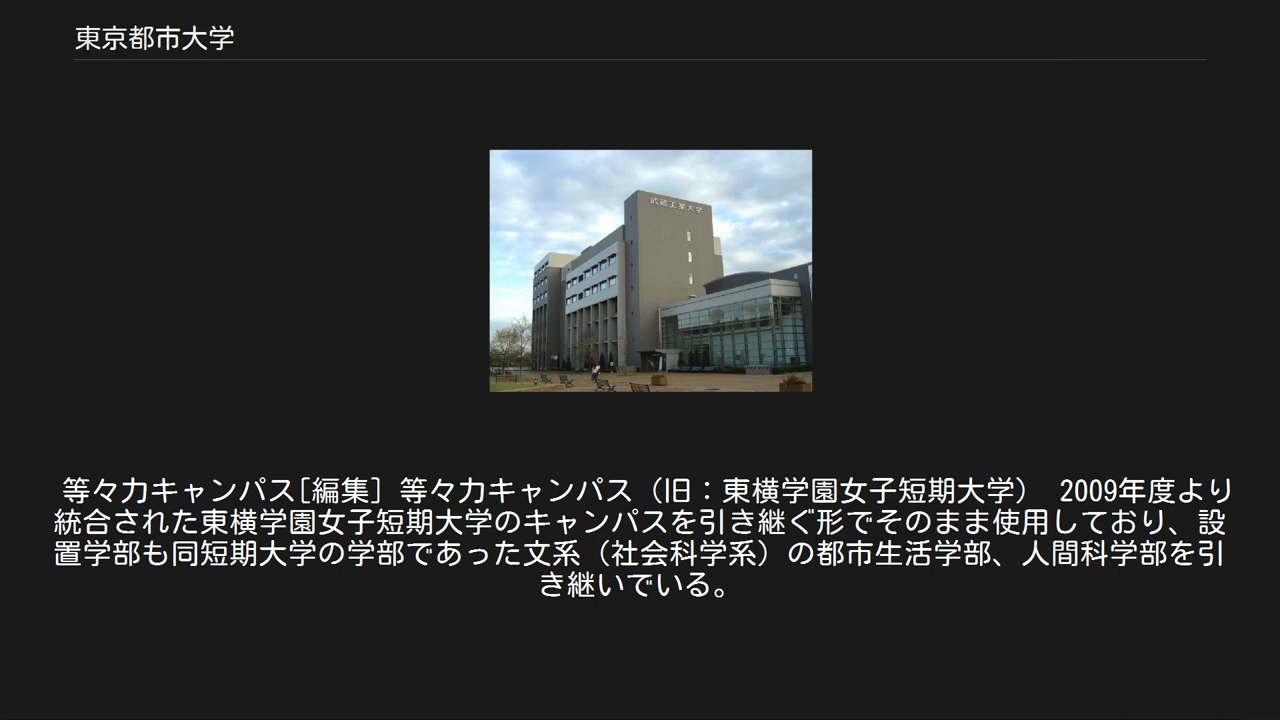 東京都市大学
武蔵工業大学
等々力キャンパス[編集] 等々力キャンパス（旧：東横学園女子短期大学） 2009年度より
統合された東横学園女子短期大学のキャンパスを引き継ぐ形でそのまま使用しており、設
置学部も同短期大学の学部であった文系（社会科学系）の都市生活学部、人間科学部を引
き継いでいる。